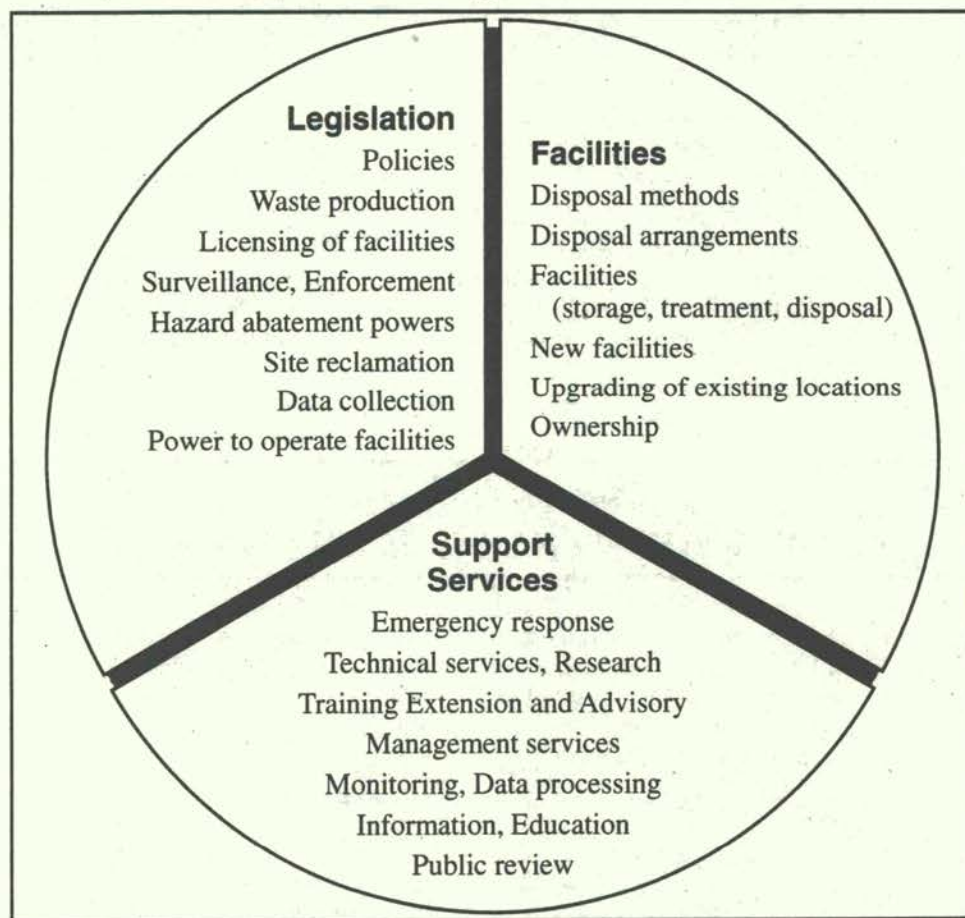 Legislation
Policies
Waste production
Licensing of facilities
Surveillance, Enforcement
Hazard abatement powers
Site reclamation
Data collection
Power to operate facilities
Facilities
Disposal methods
Disposal arrangements
Facilities
(storage, treatment, disposal)
New facilities
Upgrading of existing locations
Ownership
Support
Services
Emergency response
Technical services, Research
Training Extension and Advisory
Management services
Monitoring, Data processing
Information, Education
Public review